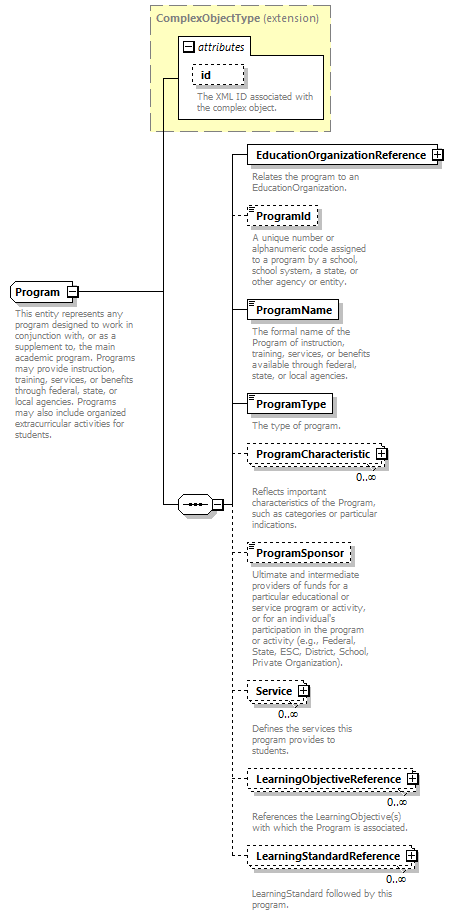 ComplexObjectType (extension)
attributes
id
The XML ID associated with
the complex object.
EducationOrganizationReference
Relates the program to an
EducationOrganization.
ProgramId
A unique number or
alphanumeric code assigned
to a program by a school,
school system, a state, or
other agency or entity.
Program
This entity represents any
program designed to work in
conjunction with, or as a
supplement to, the main
academic program. Programs
may provide instruction,
training, services, or benefits
through federal, state, or
local agencies. Programs
may also include organized
extracurricular activities for
students.
ProgramName
The formal name of the
Program of instruction,
training, services, or benefits
available through federal,
state, or local agencies.
ProgramType
The type of program.
ProgramCharacteristic
0..∞
Reflects important
characteristics of the Program,
such as categories or particular
indications.
ProgramSponsor
Ultimate and intermediate
providers of funds for a
particular educational or
service program or activity,
or for an individual's
participation in the program
or activity (e.g., Federal,
State, ESC, District, School,
Private Organization).
Service
0..∞
Defines the services this
program provides to
students.
LearningObjectiveReference
0..∞
References the LearningObjective(s)
with which the Program is associated.
LearningStandardReference
0..∞
LearningStandard followed by this
program.